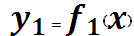 y₁ = f₁(x)